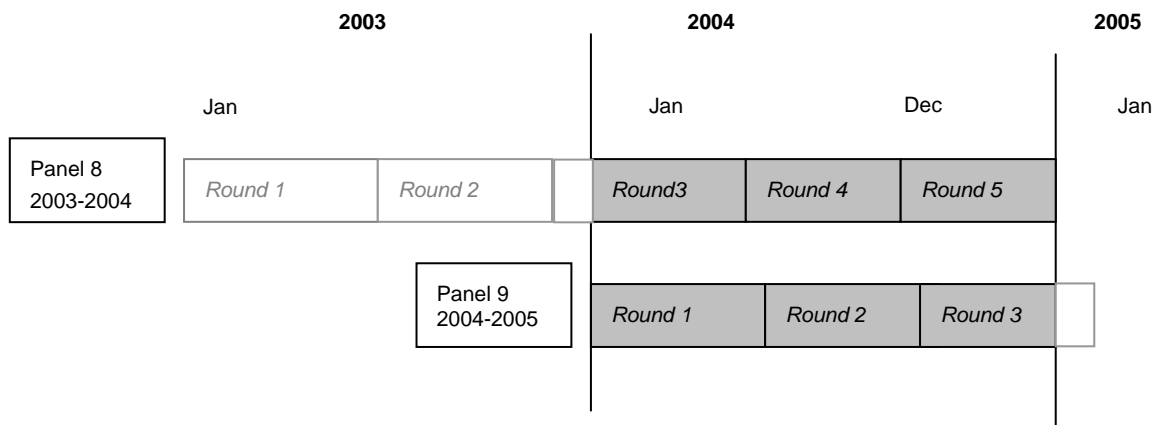 2003 2004 2005
Jan Jan Dec Jan
Panel 8
2003-2004
Round 1 Round 2 Round3 Round 4 Round 5
Panel 9
2004-2005
Round 1 Round 2 Round 3